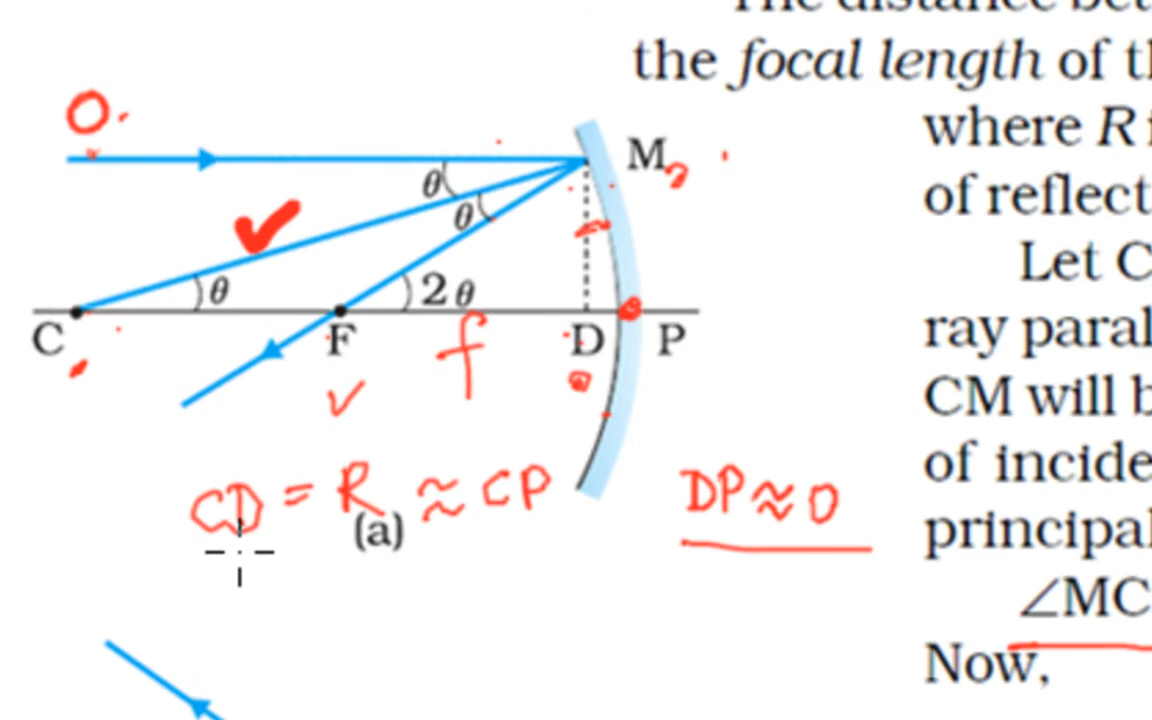 the focal length of t
where R i
of reflect
Let C
ray paral
CM will b
of incide
principal
∠MC
Now,
O.
M
θ
θ
θ
2θ
C
F
f
D
P
CD = R ≈ CP
DP ≈ 0
(a)